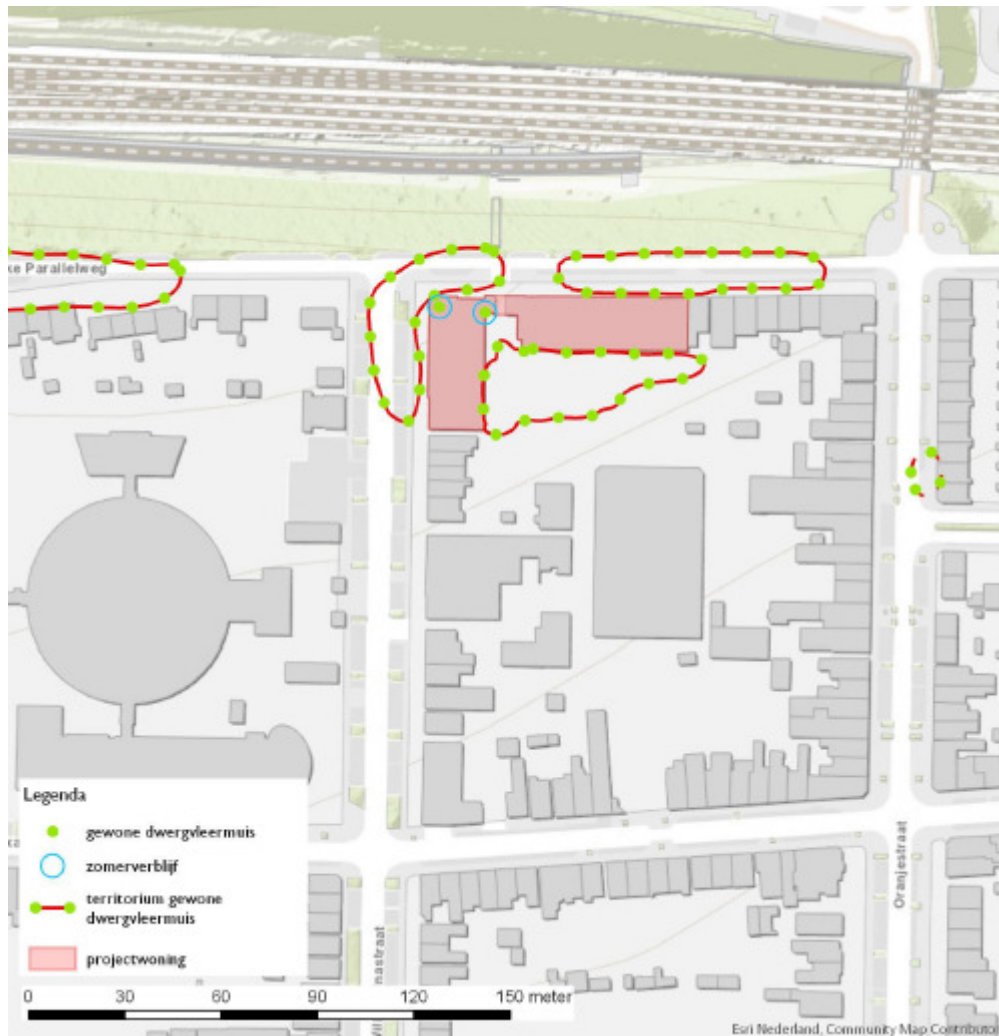 ke Parallelweg
Legenda
gewone dwergvleermuis
zomerverblijf
territorium gewone
dwergvleermuis
projectwoning
0 30 60 90 120 150 meter
Oranjestraat
nastraat
Esri Nederland, Community Map Contributo